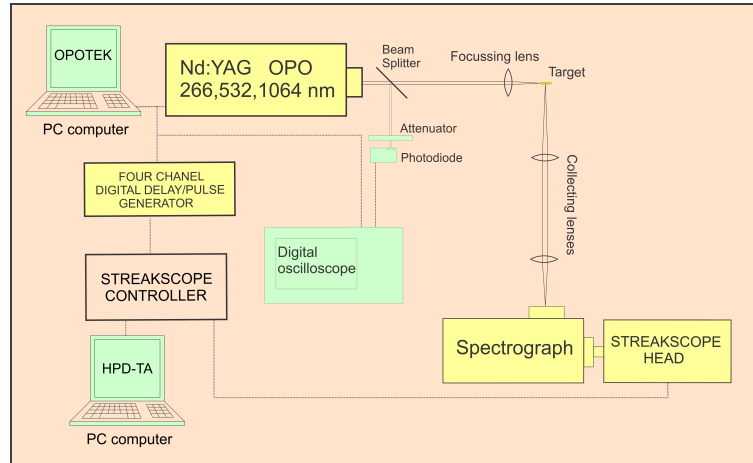 OPOTEK
PC computer
Nd:YAG OPO
266,532,1064 nm
Beam
Splitter
Focussing lens
Target
Attenuator
Photodiode
FOUR CHANEL
DIGITAL DELAY/PULSE
GENERATOR
Collecting lenses
Digital
oscilloscope
STREAKSCOPE
CONTROLLER
Spectrograph
STREAKSCOPE
HEAD
HPD-TA
PC computer